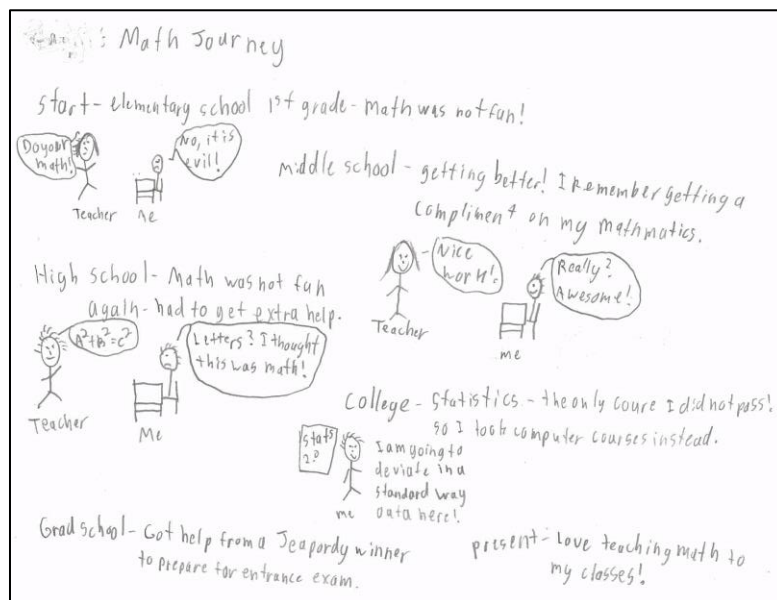 : Math Journey
Start - elementary school 1st grade - math was not fun!
Do your
math!
No, it is
evil!
Teacher
Me
middle school - getting better! I remember getting a
compliment on my mathmatics.
Nice
work!
Really?
Awesome!
Teacher
me
High school - Math was not fun
again - had to get extra help.
A²+B²=C²
Letters? I thought
this was math!
Teacher
Me
College - Statistics - the only coure I did not pass!
so I took computer courses instead.
Stats
I am going to
deviate in a
standard way
data here!
me
Grad school - Got help from a Jeapordy winner
to prepare for entrance exam.
present - Love teaching math to
my classes!